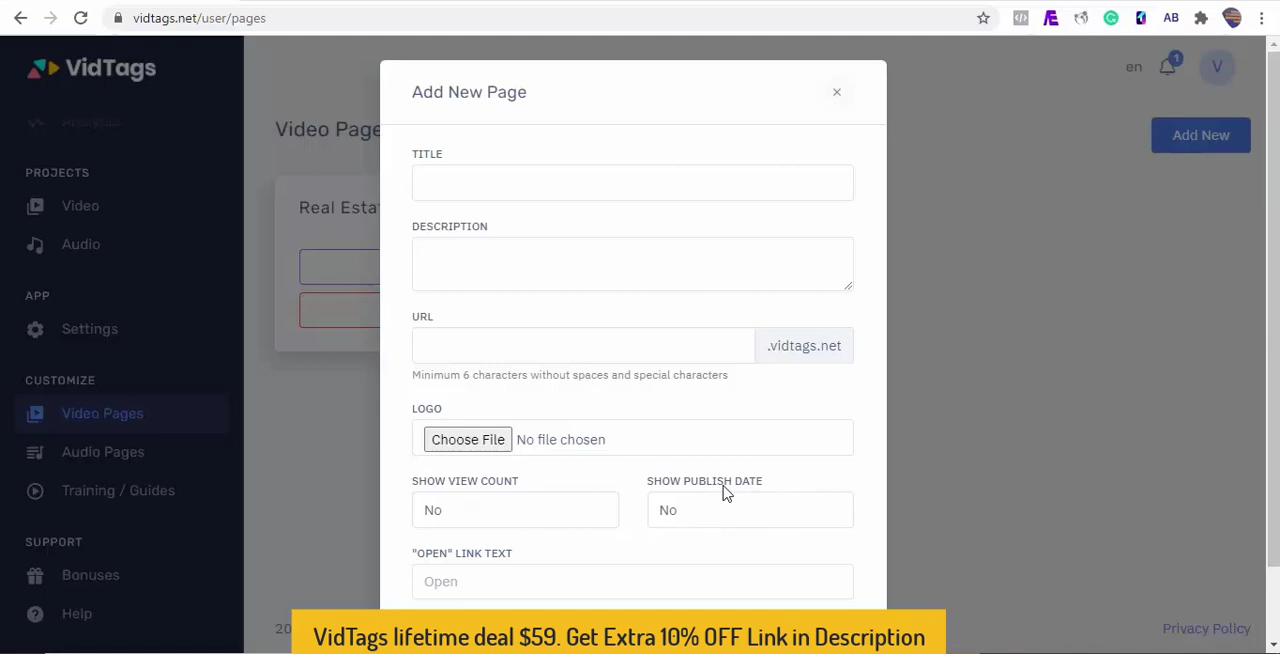 vidtags.net/user/pages
AB
VidTags
Analytics
en
1
V
Add New Page
Video Page
Add New
PROJECTS
TITLE
Video
Real Esta
DESCRIPTION
Audio
APP
URL
Settings
.vidtags.net
Minimum 6 characters without spaces and special characters
CUSTOMIZE
LOGO
Video Pages
Choose File No file chosen
Audio Pages
SHOW VIEW COUNT
SHOW PUBLISH DATE
Training / Guides
No
No
SUPPORT
"OPEN" LINK TEXT
Bonuses
Open
Help
20
Privacy Policy
VidTags lifetime deal $59. Get Extra 10% OFF Link in Description